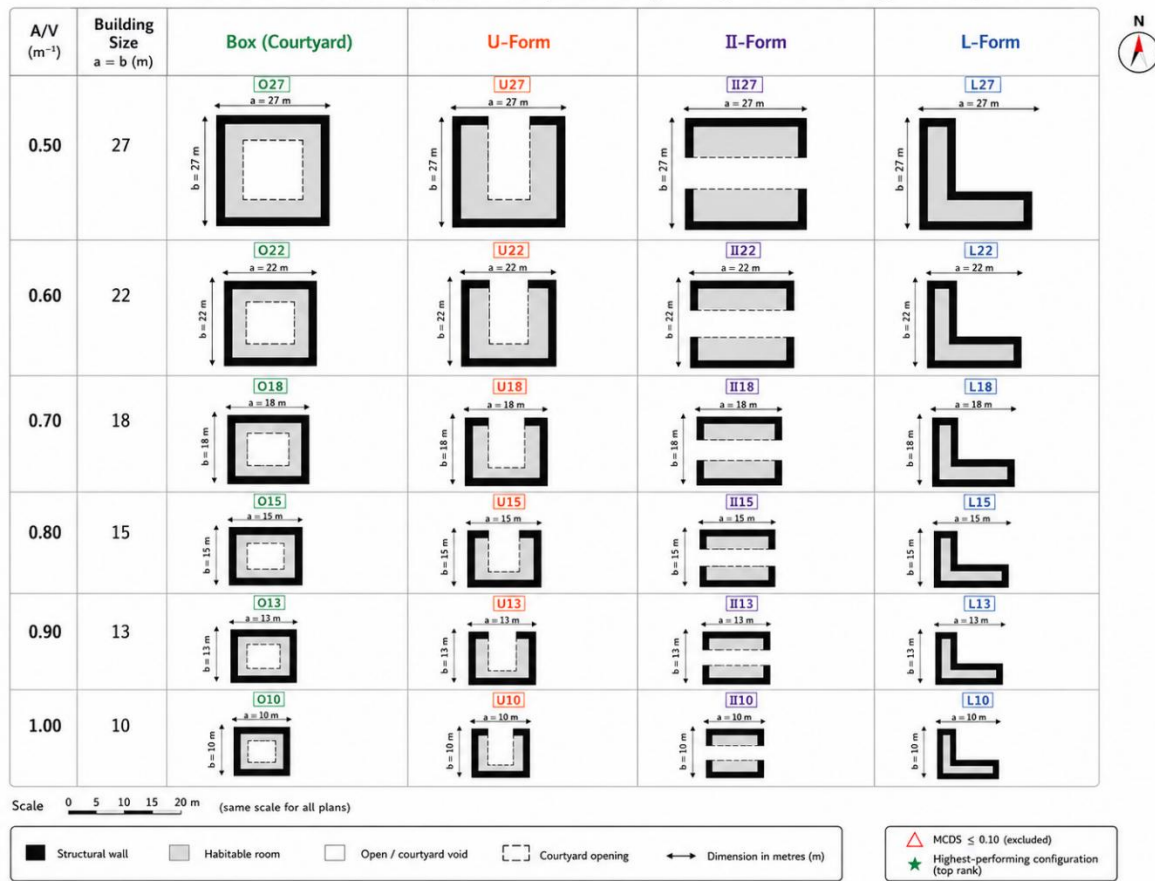 A/V
(m⁻¹)
Building
Size
a = b (m)
Box (Courtyard)
U-Form
II-Form
L-Form
N
0.50
27
O27
a = 27 m
b = 27 m
U27
a = 27 m
b = 27 m
II27
a = 27 m
b = 27 m
L27
a = 27 m
b = 27 m
0.60
22
O22
a = 22 m
b = 22 m
U22
a = 22 m
b = 22 m
II22
a = 22 m
b = 22 m
L22
a = 22 m
b = 22 m
0.70
18
O18
a = 18 m
b = 18 m
U18
a = 18 m
b = 18 m
II18
a = 18 m
b = 18 m
L18
a = 18 m
b = 18 m
0.80
15
O15
a = 15 m
b = 15 m
U15
a = 15 m
b = 15 m
II15
a = 15 m
b = 15 m
L15
a = 15 m
b = 15 m
0.90
13
O13
a = 13 m
b = 13 m
U13
a = 13 m
b = 13 m
II13
a = 13 m
b = 13 m
L13
a = 13 m
b = 13 m
1.00
10
O10
a = 10 m
b = 10 m
U10
a = 10 m
b = 10 m
II10
a = 10 m
b = 10 m
L10
a = 10 m
b = 10 m
Scale 0 5 10 15 20 m (same scale for all plans)
Structural wall
Habitable room
Open / courtyard void
Courtyard opening
Dimension in metres (m)
MCDS ≤ 0.10 (excluded)
Highest-performing configuration
(top rank)